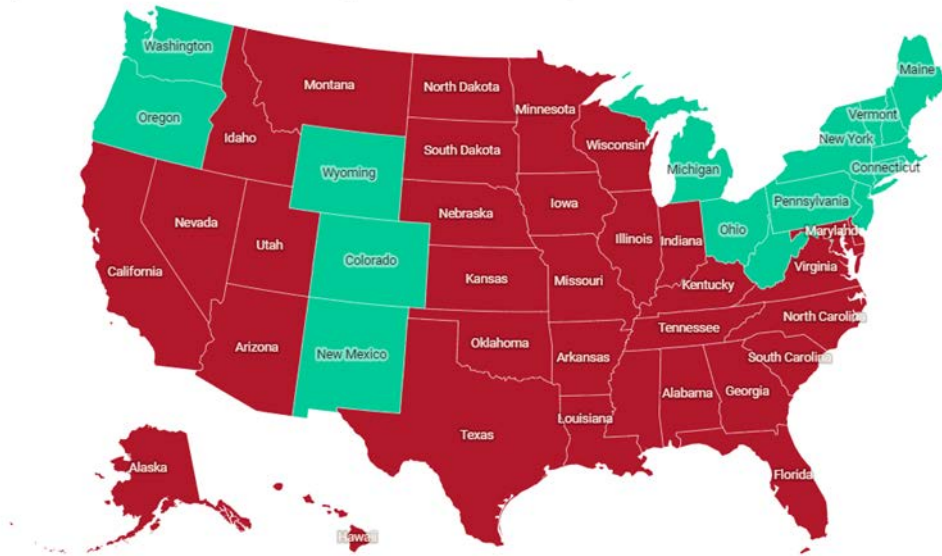 Washington
Maine
Montana
North Dakota
Minnesota
Vermont
Oregon
Idaho
New York
Wisconsin
South Dakota
Michigan
Connecticut
Wyoming
Pennsylvania
Nebraska
Iowa
Nevada
Ohio
Maryland
Utah
Illinois
Indiana
Colorado
California
Kansas
Missouri
Virginia
Kentucky
North Carolina
Tennessee
Oklahoma
Arizona
New Mexico
Arkansas
South Carolina
Alabama
Georgia
Louisiana
Texas
Alaska
Florida
Hawaii